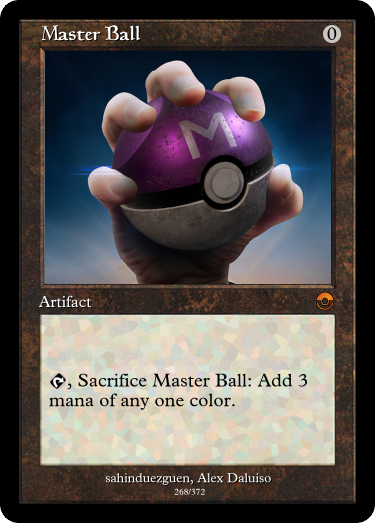 Master Ball 0
M
Artifact
, Sacrifice Master Ball: Add 3
mana of any one color.
sahinduezguen, Alex Daluiso
268/372